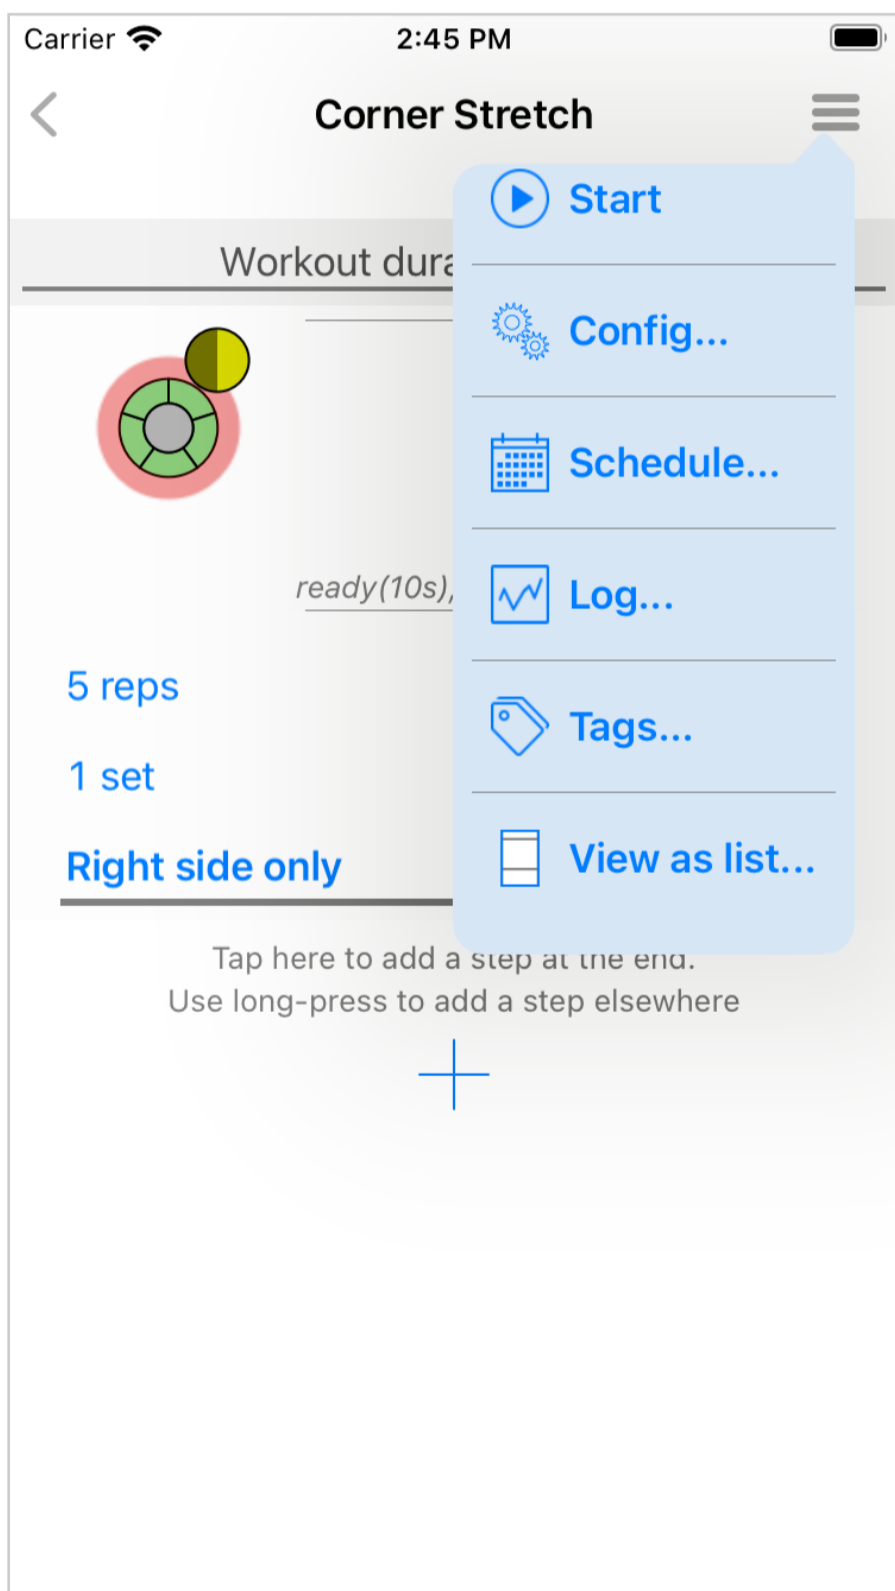 Carrier
2:45 PM
Corner Stretch
Start
Workout dura
Config...
Schedule...
ready(10s),
Log...
5 reps
Tags...
1 set
View as list...
Right side only
Tap here to add a step at the end.
Use long-press to add a step elsewhere